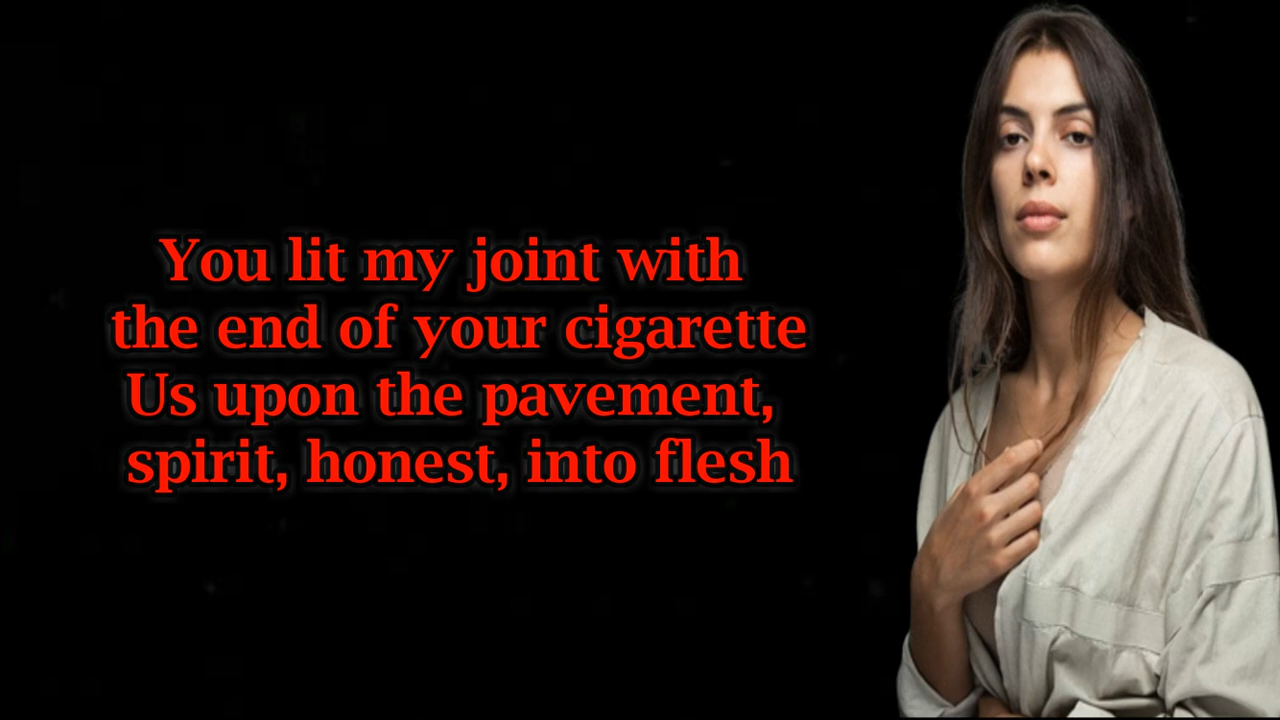 You lit my joint with
the end of your cigarette
Us upon the pavement,
spirit, honest, into flesh